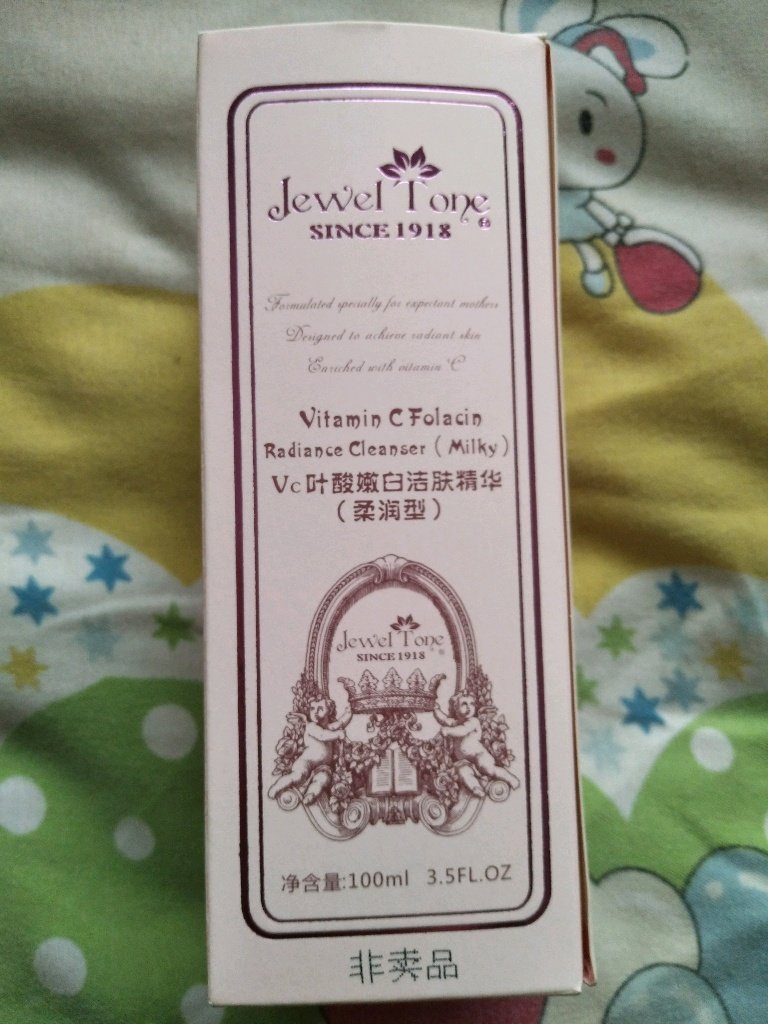 Jewel Tone
SINCE 1918
Formulated specially for expectant mothers
Designed to achieve radiant skin
Enriched with vitamin C
Vitamin C Folacin
Radiance Cleanser ( Milky )
Vc叶酸嫩白洁肤精华
（柔润型）
Jewel Tone
SINCE 1918
净含量:100ml 3.5FL.OZ
非卖品